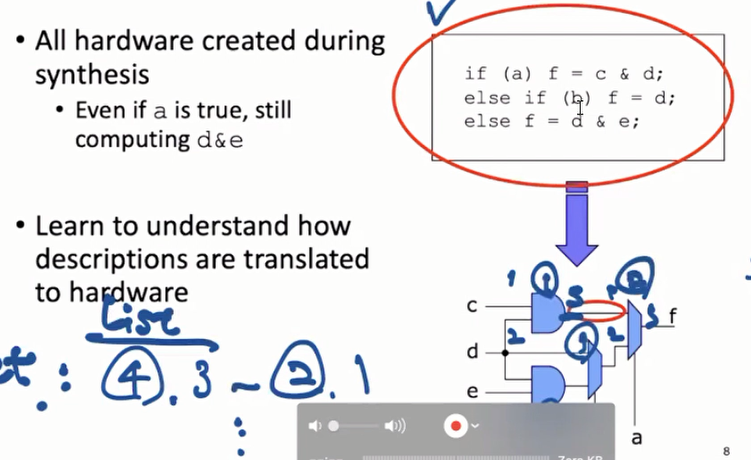 • All hardware created during
synthesis
• Even if a is true, still
computing d&e
• Learn to understand how
descriptions are translated
to hardware
if (a) f = c & d;
else if (b) f = d;
else f = d & e;
c
d
e
f
a
1
1
2
3
2
3
List
4.3 ~ 2.1
8